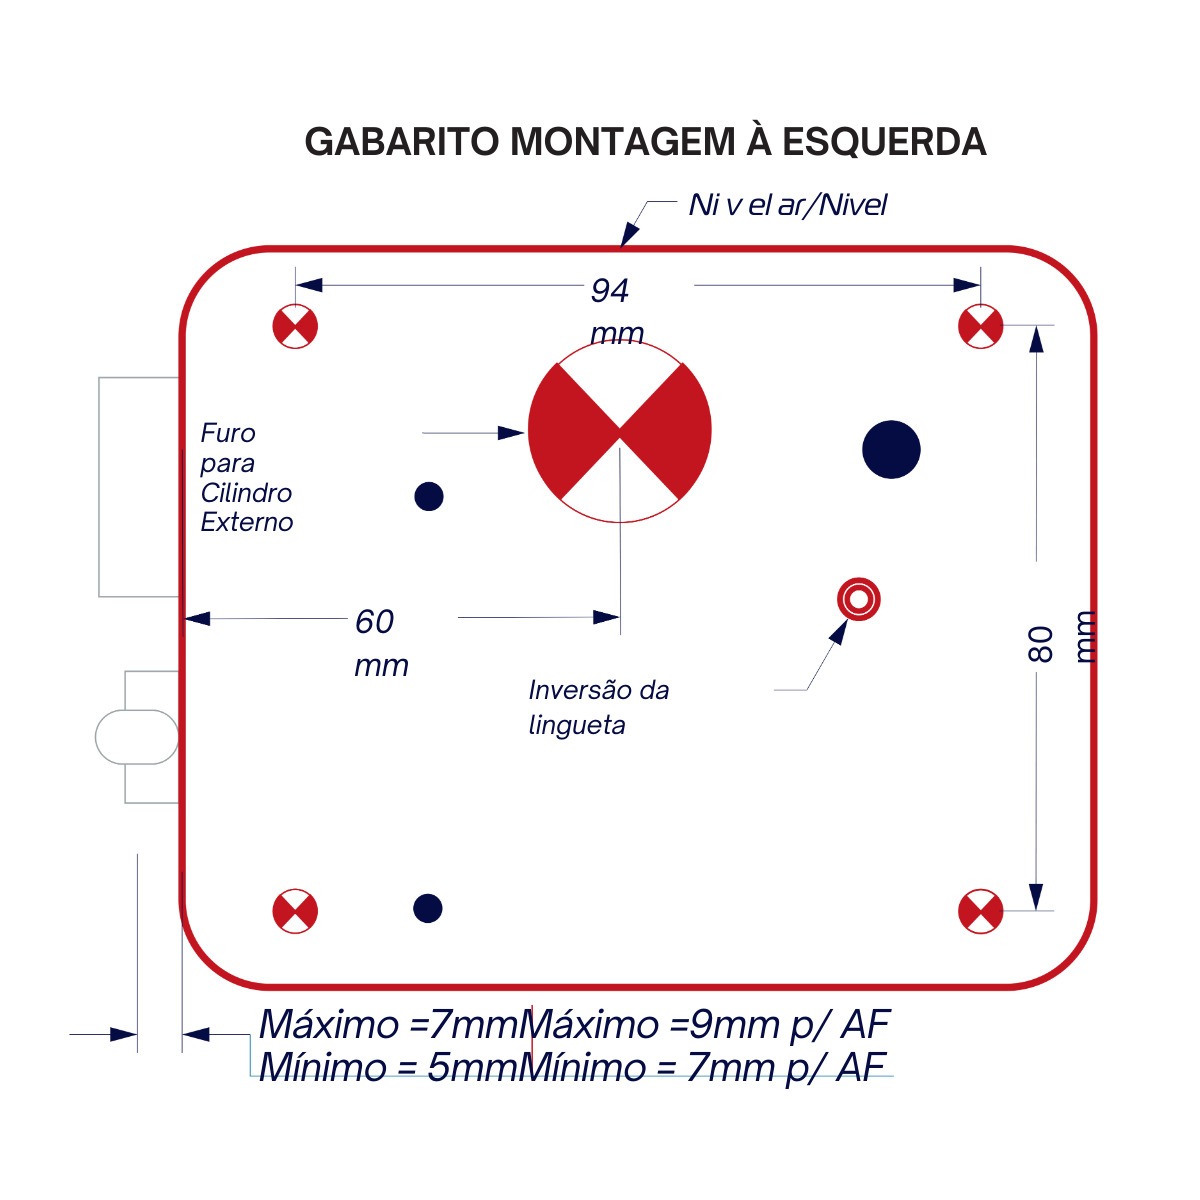 GABARITO MONTAGEM À ESQUERDA
Ni v el ar/Nivel
94
mm
Furo
para
Cilindro
Externo
60
mm
80
mm
Inversão da
lingueta
Máximo =7mmMáximo =9mm p/ AF
Mínimo = 5mmMínimo = 7mm p/ AF